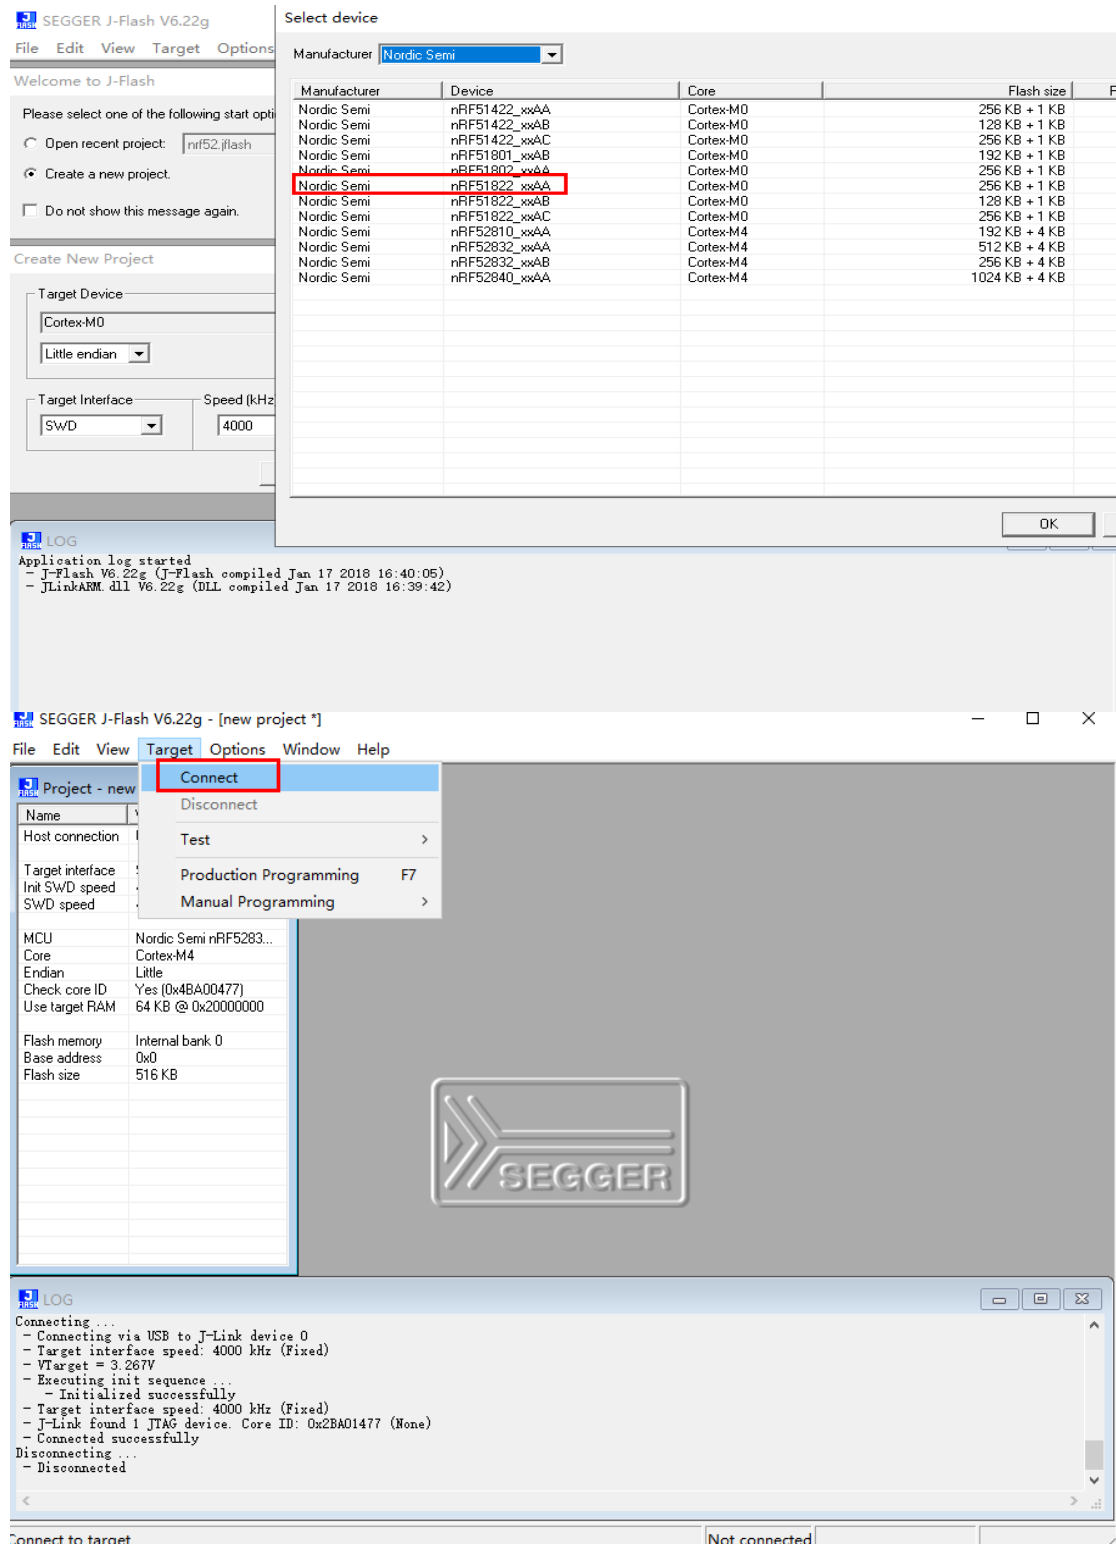 SEGGER J-Flash V6.22g
File Edit View Target Options
Welcome to J-Flash
Please select one of the following start opti
Open recent project: nrf52.jflash
Create a new project.
Do not show this message again.
Create New Project
Target Device
Cortex-M0
Little endian
Target Interface Speed (kHz
SWD 4000
Select device
Manufacturer Nordic Semi
Manufacturer Device Core Flash size F
Nordic Semi nRF51422_xxAA Cortex-M0 256 KB + 1 KB
Nordic Semi nRF51422_xxAB Cortex-M0 128 KB + 1 KB
Nordic Semi nRF51422_xxAC Cortex-M0 256 KB + 1 KB
Nordic Semi nRF51801_xxAB Cortex-M0 192 KB + 1 KB
Nordic Semi nRF51802_xxAA Cortex-M0 256 KB + 1 KB
Nordic Semi nRF51822_xxAA Cortex-M0 256 KB + 1 KB
Nordic Semi nRF51822_xxAB Cortex-M0 128 KB + 1 KB
Nordic Semi nRF51822_xxAC Cortex-M0 256 KB + 1 KB
Nordic Semi nRF52810_xxAA Cortex-M4 192 KB + 4 KB
Nordic Semi nRF52832_xxAA Cortex-M4 512 KB + 4 KB
Nordic Semi nRF52832_xxAB Cortex-M4 256 KB + 4 KB
Nordic Semi nRF52840_xxAA Cortex-M4 1024 KB + 4 KB
OK
LOG
Application log started
- J-Flash V6.22g (J-Flash compiled Jan 17 2018 16:40:05)
- JLinkARM.dll V6.22g (DLL compiled Jan 17 2018 16:39:42)
SEGGER J-Flash V6.22g - [new project *]
File Edit View Target Options Window Help
Connect
Disconnect
Test
Production Programming F7
Manual Programming
Project - new
Name
Host connection
Target interface
Init SWD speed
SWD speed
MCU Nordic Semi nRF5283...
Core Cortex-M4
Endian Little
Check core ID Yes (0x4BA00477)
Use target RAM 64 KB @ 0x20000000
Flash memory Internal bank 0
Base address 0x0
Flash size 516 KB
SEGGER
LOG
Connecting ...
- Connecting via USB to J-Link device 0
- Target interface speed: 4000 kHz (Fixed)
- VTarget = 3.267V
- Executing init sequence ...
- Initialized successfully
- Target interface speed: 4000 kHz (Fixed)
- J-Link found 1 JTAG device. Core ID: 0x2BA01477 (None)
- Connected successfully
Disconnecting ...
- Disconnected
Connect to target Not connected